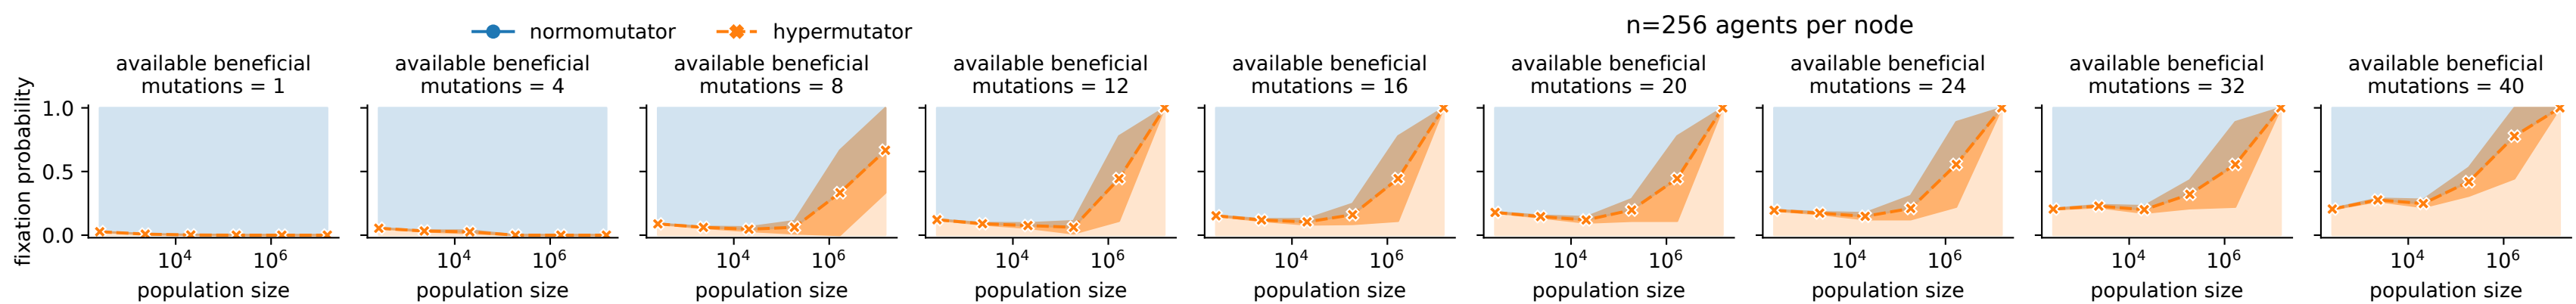 normomutator
hypermutator
n=256 agents per node
available beneficial
mutations = 1
available beneficial
mutations = 4
available beneficial
mutations = 8
available beneficial
mutations = 12
available beneficial
mutations = 16
available beneficial
mutations = 20
available beneficial
mutations = 24
available beneficial
mutations = 32
available beneficial
mutations = 40
fixation probability
1.0
0.5
0.0
10⁴ 10⁶
10⁴ 10⁶
10⁴ 10⁶
10⁴ 10⁶
10⁴ 10⁶
10⁴ 10⁶
10⁴ 10⁶
10⁴ 10⁶
10⁴ 10⁶
population size
population size
population size
population size
population size
population size
population size
population size
population size